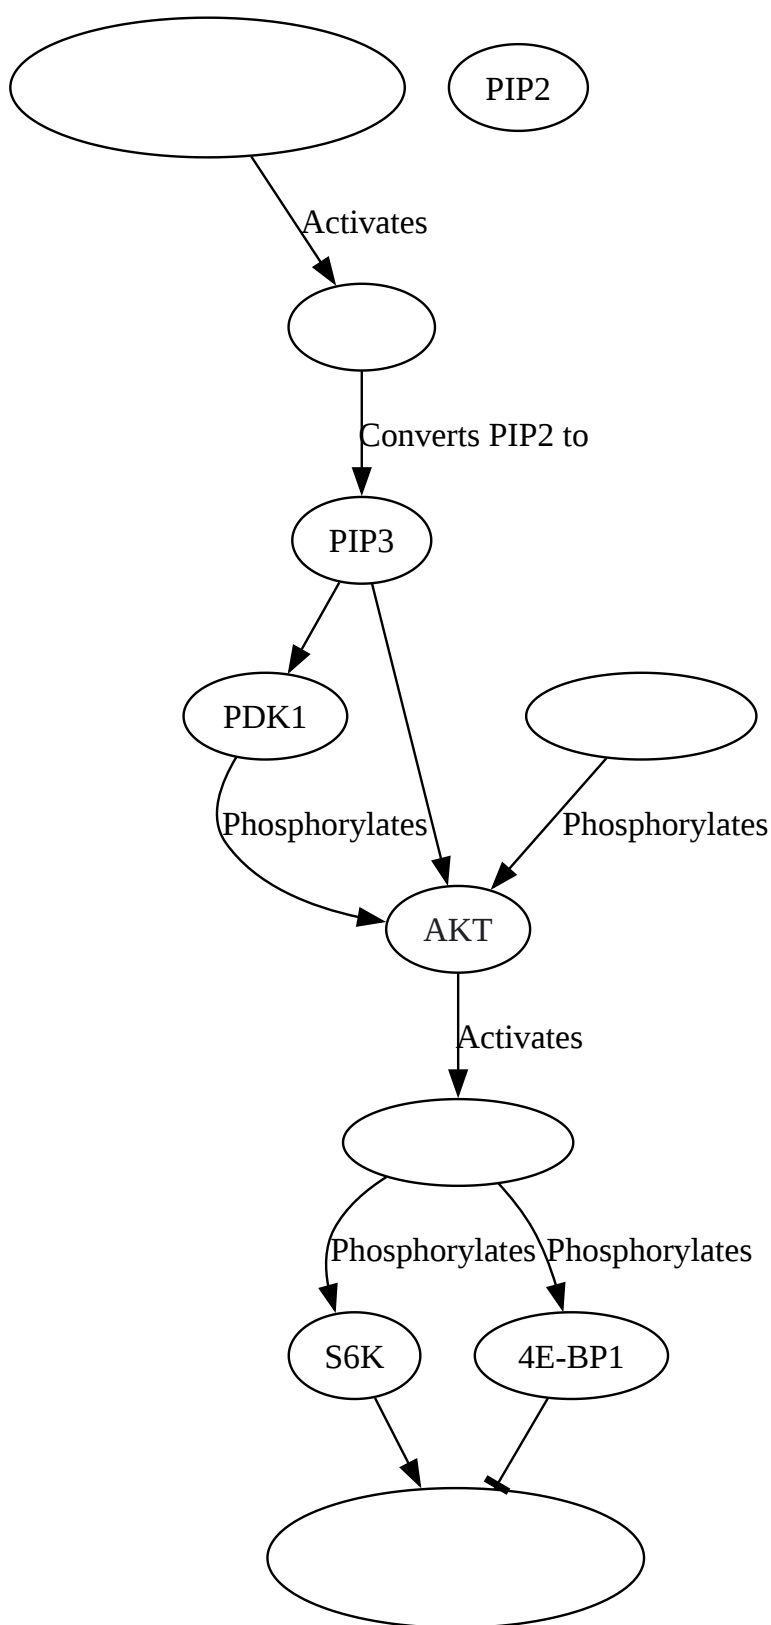 PIP2
Activates
Converts PIP2 to
PIP3
PDK1
Phosphorylates
Phosphorylates
AKT
Activates
Phosphorylates
Phosphorylates
S6K
4E-BP1